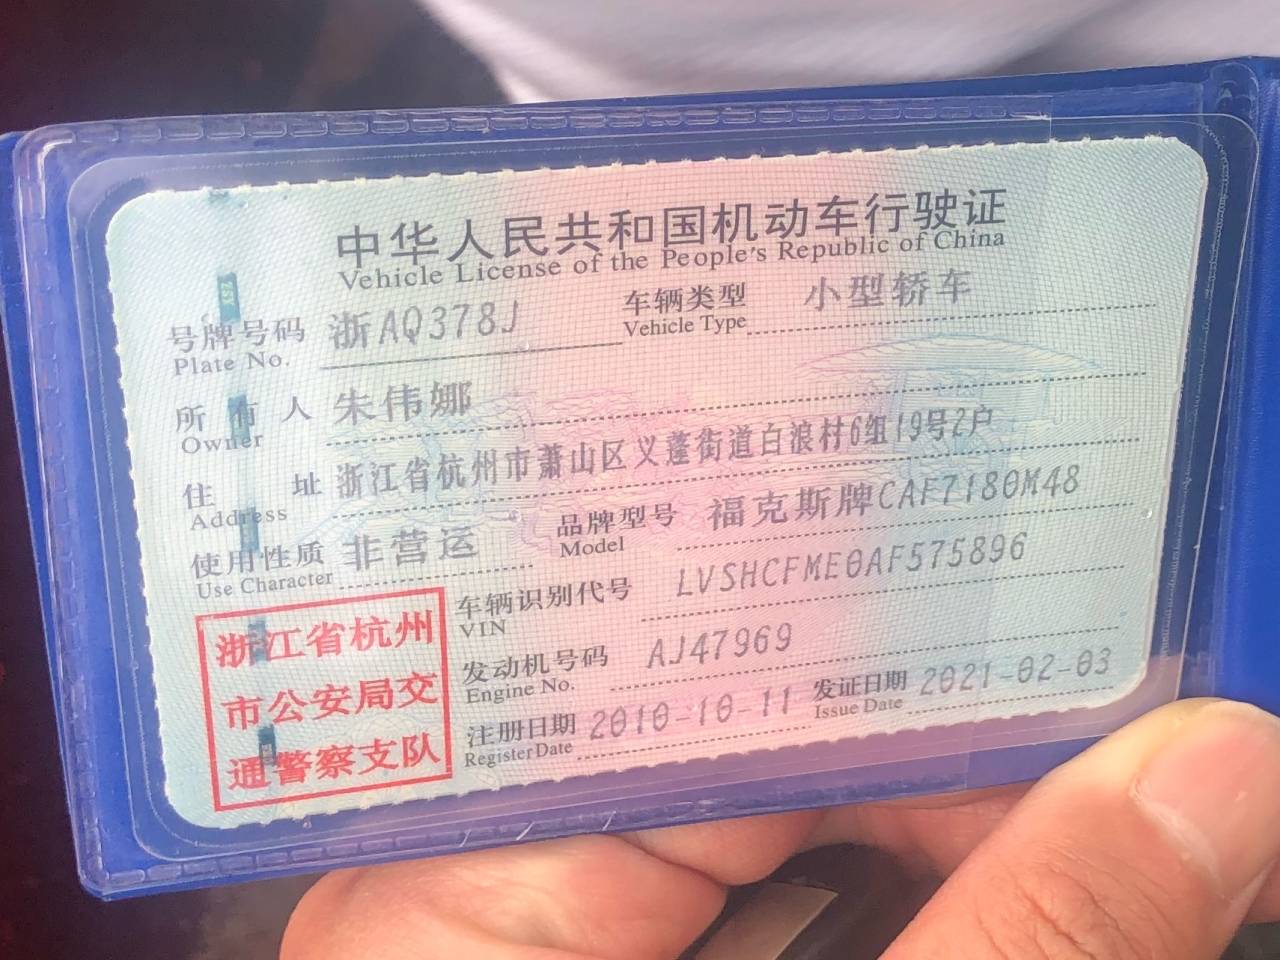 中华人民共和国机动车行驶证
Vehicle License of the People's Republic of China
号牌号码 浙AQ378J 车辆类型 小型轿车
Plate No. Vehicle Type
所有人 朱伟娜
Owner
住址 浙江省杭州市萧山区义蓬街道白浪村6组19号2户
Address
使用性质 非营运 品牌型号 福克斯牌CAF7180M48
Use Character Model
浙江省杭州
市公安局交
通警察支队
车辆识别代号 LVSHCFME0AF575896
VIN
发动机号码 AJ47969
Engine No.
注册日期 2010-10-11 发证日期 2021-02-03
Register Date Issue Date